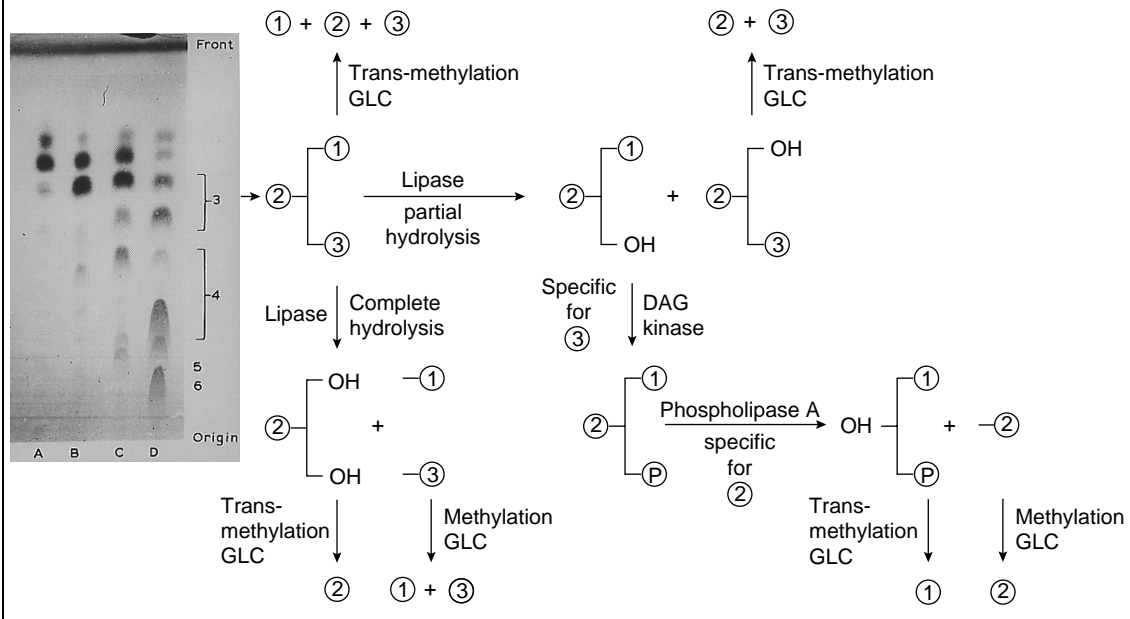 ① + ② + ③
Trans-methylation
GLC
② + ③
Trans-methylation
GLC
Front
3
4
5
6
Origin
A B C D
①
②
③
Lipase
partial
hydrolysis
①
②
OH
+
OH
②
③
Lipase
Complete
hydrolysis
Specific
for
③
DAG
kinase
OH
②
OH
+
①
③
①
②
Ⓟ
Phospholipase A
specific
for
②
①
OH
Ⓟ
+
②
Trans-
methylation
GLC
Methylation
GLC
Trans-
methylation
GLC
Methylation
GLC
②
① + ③
①
②